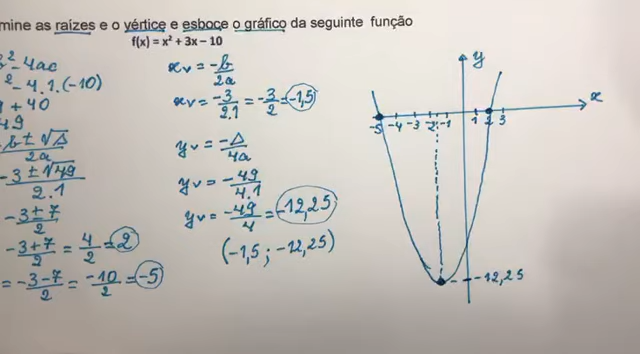 mine as raízes e o vértice e esboce o gráfico da seguinte função
f(x) = x² + 3x – 10
² - 4ac
² - 4.1.(-10)
+ 40
49
b ± √Δ / 2a
-3 ± √49 / 2.1
-3 ± 7 / 2
-3+7 / 2 = 4/2 = 2
= -3-7 / 2 = -10/2 = -5
xv = -b/2a
xv = -3/2.1 = -3/2 = -1,5
yv = -Δ/4a
yv = -49/4.1
yv = -49/4 = -12,25
(-1,5 ; -12,25)
y
x
-5 -4 -3 -2 -1 1 2 3
-12,25